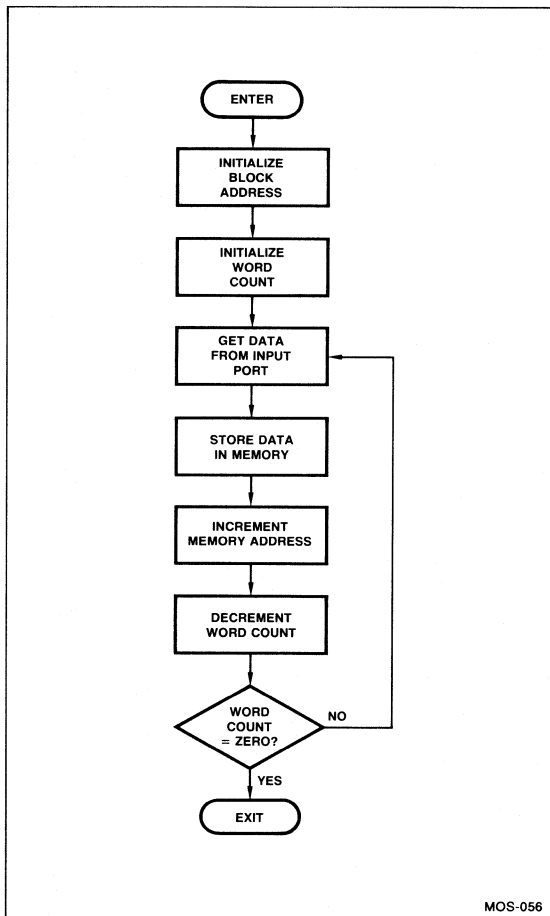 ENTER
INITIALIZE
BLOCK
ADDRESS
INITIALIZE
WORD
COUNT
GET DATA
FROM INPUT
PORT
STORE DATA
IN MEMORY
INCREMENT
MEMORY ADDRESS
DECREMENT
WORD COUNT
WORD
COUNT
= ZERO?
NO
YES
EXIT
MOS-056